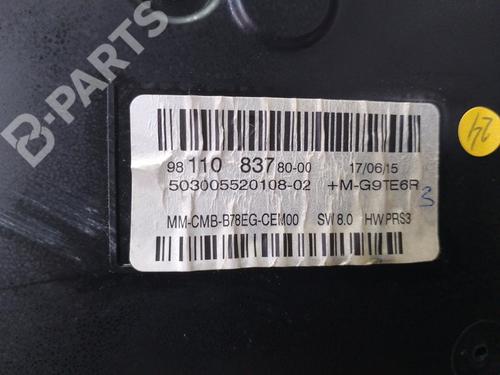 B-PARTS
98 110 837 80-00 17/06/15
503005520108-02 +M-G9TE6R
3
MM-CMB-B78EG-CEM00 SW 8.0 HW PRS3
24